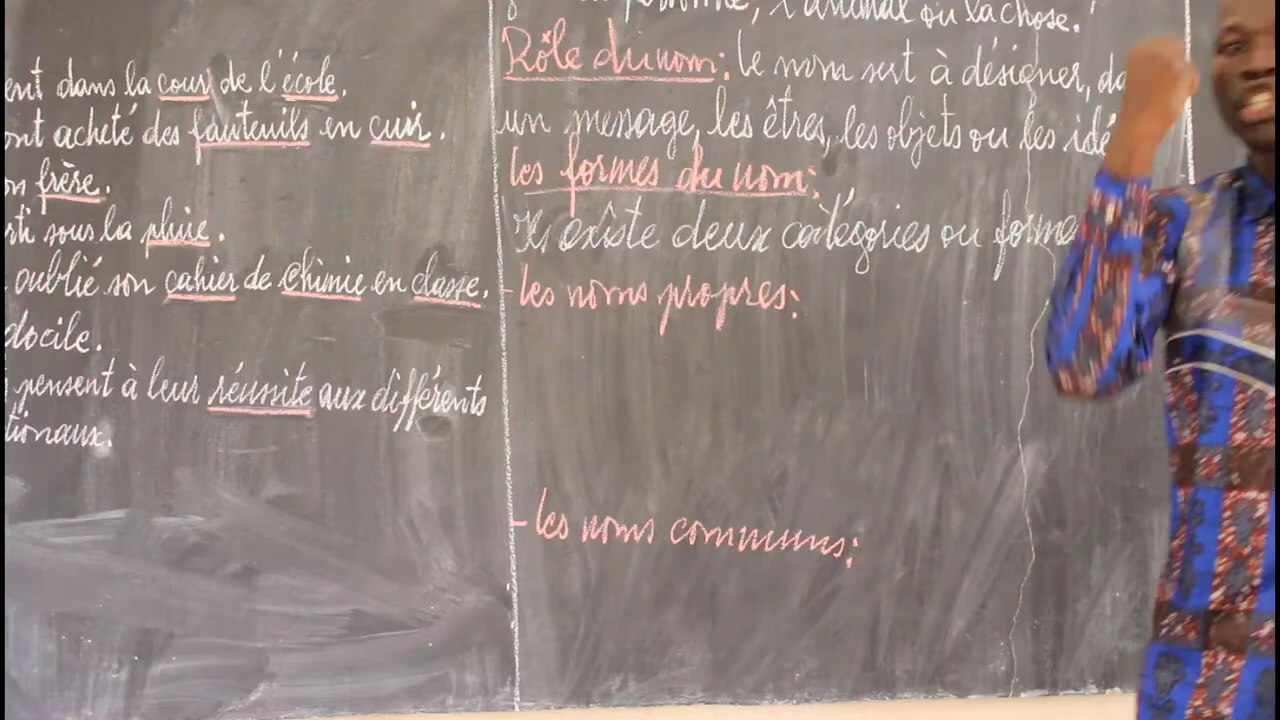 ent dans la cour de l'école.
ont acheté des fauteuils en cuir.
on frère.
rti sous la pluie.
oublié son cahier de chimie en classe.
docile.
pensent à leur réussite aux différents
tionaux.
l'animal ou la chose.
Rôle du nom: le nom sert à désigner, da
un message, les êtres, les objets ou les idé
les formes du nom:
Il existe deux catégories ou forme
- les noms propres:
- les noms communs: